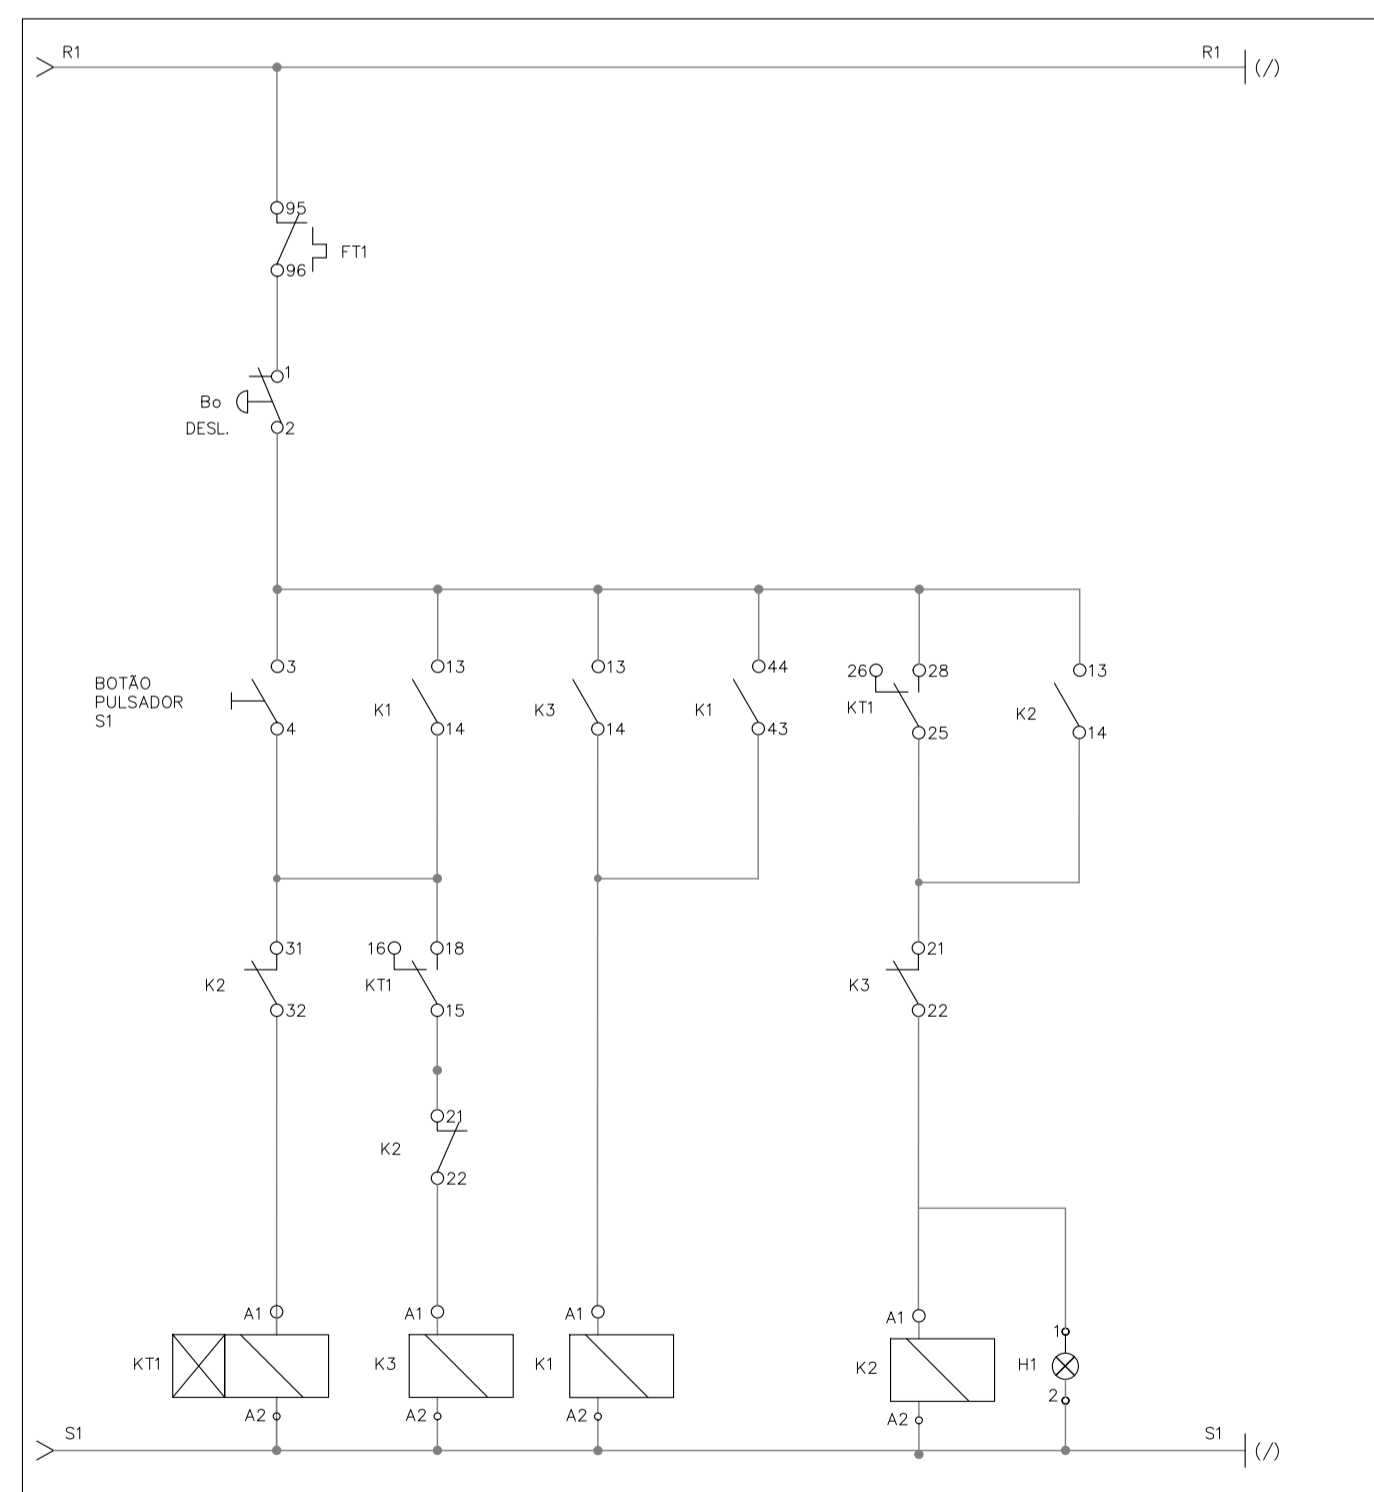 R1 R1 (/)
95
FT1
96
1
Bo
DESL.
2
3 13 13 44 26 28 13
BOTÃO
PULSADOR
S1
K1 K3 K1 KT1 K2
4 14 14 43 25 14
31 16 18 21
K2 KT1 K3
32 15 22
21
K2
22
A1 A1 A1 A1 1
KT1 K3 K1 K2 H1
A2 A2 A2 A2 2
S1 S1 (/)